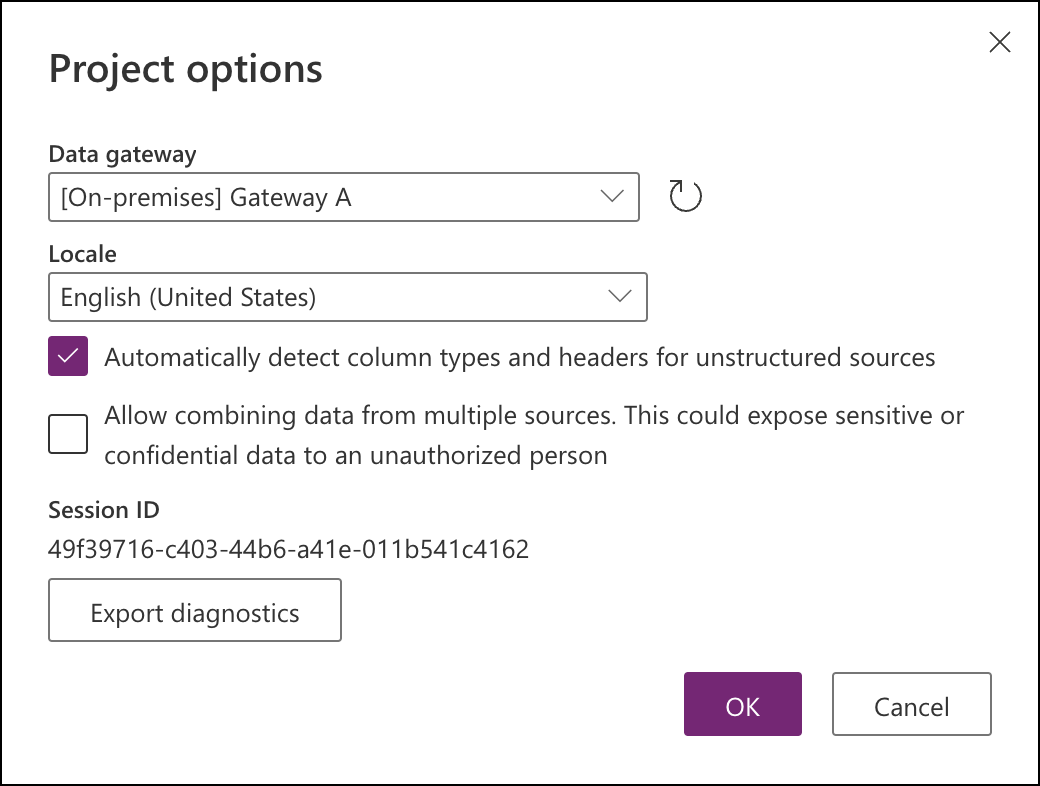 Project options
Data gateway
[On-premises] Gateway A
Locale
English (United States)
Automatically detect column types and headers for unstructured sources
Allow combining data from multiple sources. This could expose sensitive or
confidential data to an unauthorized person
Session ID
49f39716-c403-44b6-a41e-011b541c4162
Export diagnostics
OK
Cancel